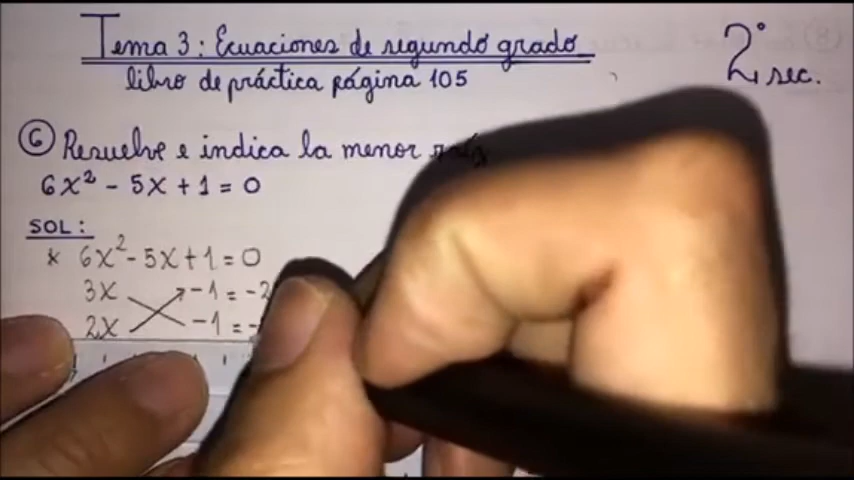 Tema 3: Ecuaciones de segundo grado
2° sec.
libro de práctica página 105
6 Resuelve e indica la menor
6x² - 5x + 1 = 0
SOL:
* 6x² - 5x + 1 = 0
3x -1 = -2
2x -1 = -